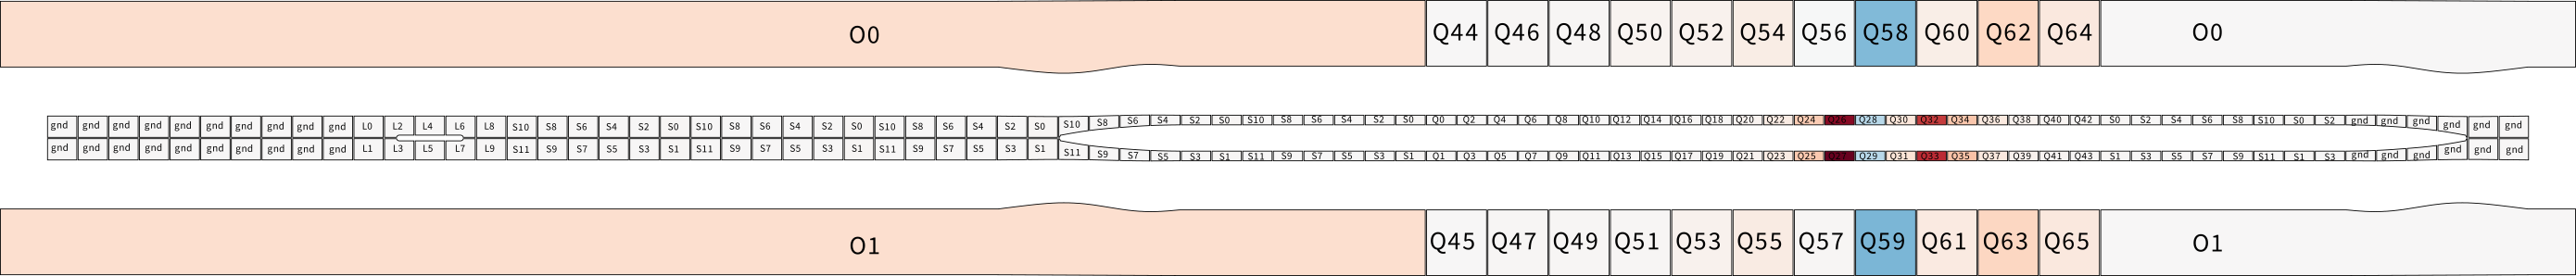 O0 Q44 Q46 Q48 Q50 Q52 Q54 Q56 Q58 Q60 Q62 Q64 O0
gnd gnd gnd gnd gnd gnd gnd gnd gnd gnd L0 L2 L4 L6 L8 S10 S8 S6 S4 S2 S0 S10 S8 S6 S4 S2 S0 S10 S8 S6 S4 S2 S0 S10 S8 S6 S4 S2 S0 S10 S8 S6 S4 S2 S0 Q0 Q2 Q4 Q6 Q8 Q10 Q12 Q14 Q16 Q18 Q20 Q22 Q24 Q26 Q28 Q30 Q32 Q34 Q36 Q38 Q40 Q42 S0 S2 S4 S6 S8 S10 S0 S2 gnd gnd gnd gnd gnd gnd
gnd gnd gnd gnd gnd gnd gnd gnd gnd gnd L1 L3 L5 L7 L9 S11 S9 S7 S5 S3 S1 S11 S9 S7 S5 S3 S1 S11 S9 S7 S5 S3 S1 S11 S9 S7 S5 S3 S1 S11 S9 S7 S5 S3 S1 Q1 Q3 Q5 Q7 Q9 Q11 Q13 Q15 Q17 Q19 Q21 Q23 Q25 Q27 Q29 Q31 Q33 Q35 Q37 Q39 Q41 Q43 S1 S3 S5 S7 S9 S11 S1 S3 gnd gnd gnd gnd gnd gnd
O1 Q45 Q47 Q49 Q51 Q53 Q55 Q57 Q59 Q61 Q63 Q65 O1